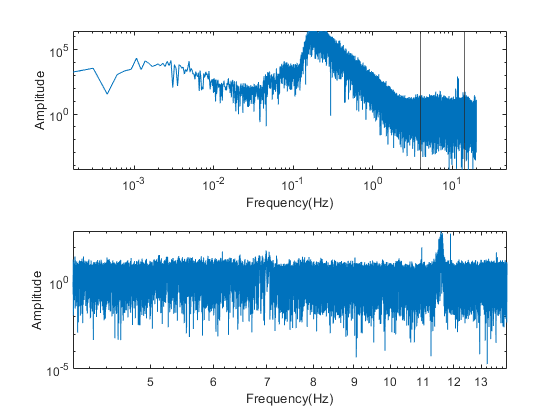 10^5
10^0
Amplitude
10^-3 10^-2 10^-1 10^0 10^1
Frequency(Hz)
10^0
10^-5
Amplitude
5 6 7 8 9 10 11 12 13
Frequency(Hz)